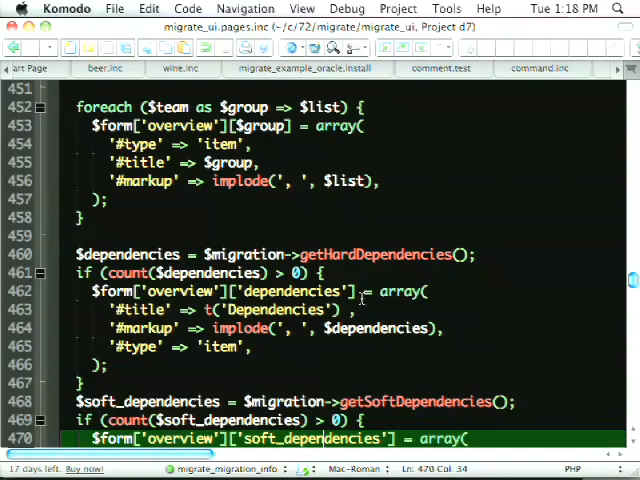 Komodo File Edit Code Navigation View Debug Project Tools Help Tue 1:18 PM
migrate_ui.pages.inc (~/c/72/migrate/migrate_ui, Project d7)
art Page beer.inc wine.inc migrate_example_oracle.install comment.test command.inc
451
452 foreach ($team as $group => $list) {
453 $form['overview'][$group] = array(
454 '#type' => 'item',
455 '#title' => $group,
456 '#markup' => implode(', ', $list),
457 );
458 }
459
460 $dependencies = $migration->getHardDependencies();
461 if (count($dependencies) > 0) {
462 $form['overview']['dependencies'] = array(
463 '#title' => t('Dependencies') ,
464 '#markup' => implode(', ', $dependencies),
465 '#type' => 'item',
466 );
467 }
468 $soft_dependencies = $migration->getSoftDependencies();
469 if (count($soft_dependencies) > 0) {
470 $form['overview']['soft_dependencies'] = array(
17 days left. Buy now! migrate_migration_info Mac-Roman Ln: 470 Col: 34 PHP